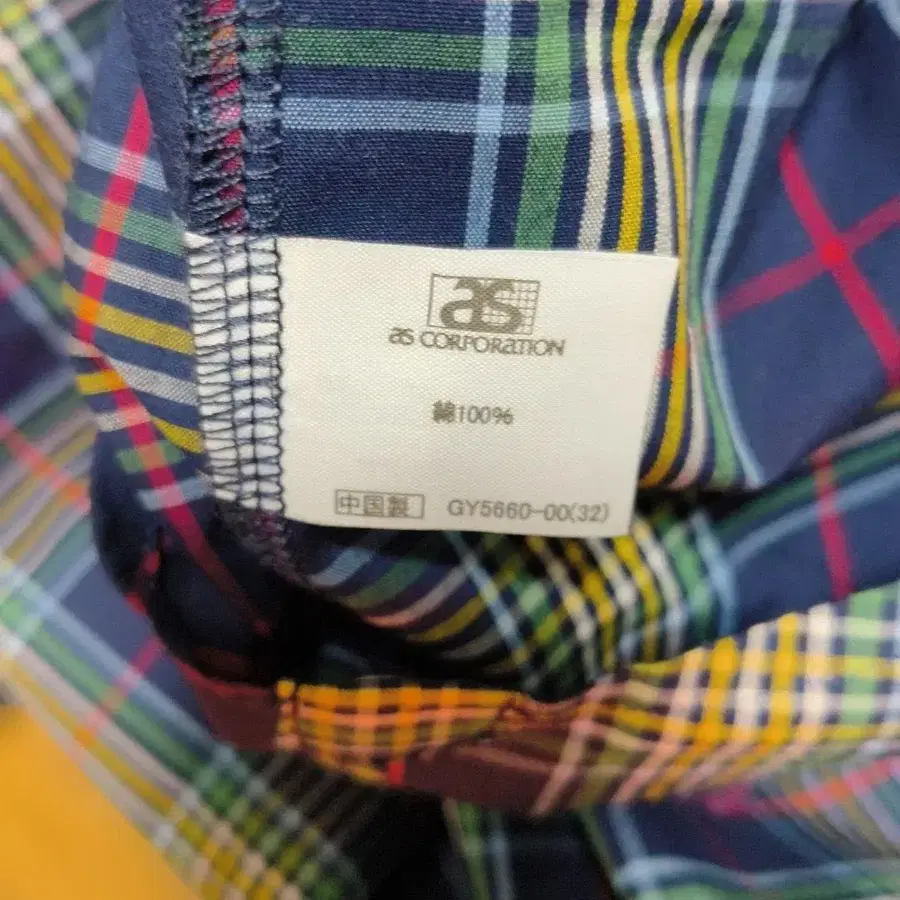 as
as CORPORATION
綿100%
中国製 GY5660-00(32)